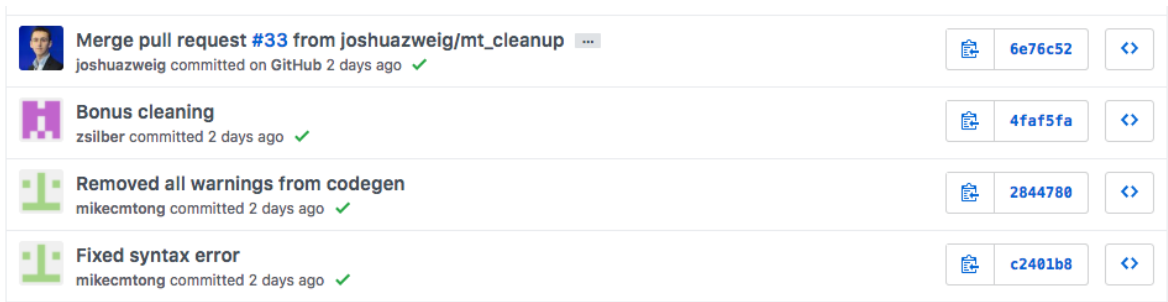 Merge pull request #33 from joshuazweig/mt_cleanup ...
joshuazweig committed on GitHub 2 days ago ✓
6e76c52 <>
Bonus cleaning
zsilber committed 2 days ago ✓
4faf5fa <>
Removed all warnings from codegen
mikecmtong committed 2 days ago ✓
2844780 <>
Fixed syntax error
mikecmtong committed 2 days ago ✓
c2401b8 <>